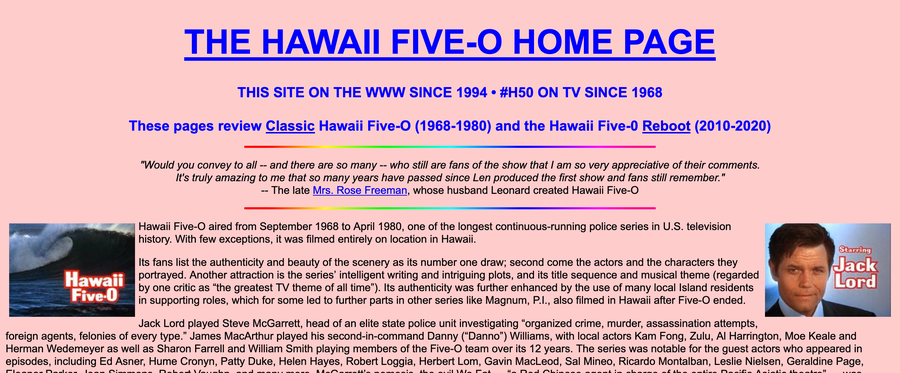 THE HAWAII FIVE-O HOME PAGE
THIS SITE ON THE WWW SINCE 1994 • #H50 ON TV SINCE 1968
These pages review Classic Hawaii Five-O (1968-1980) and the Hawaii Five-0 Reboot (2010-2020)
"Would you convey to all -- and there are so many -- who still are fans of the show that I am so very appreciative of their comments.
It's truly amazing to me that so many years have passed since Len produced the first show and fans still remember."
-- The late Mrs. Rose Freeman, whose husband Leonard created Hawaii Five-O
Hawaii
Five-O
Hawaii Five-O aired from September 1968 to April 1980, one of the longest continuous-running police series in U.S. television
history. With few exceptions, it was filmed entirely on location in Hawaii.
Its fans list the authenticity and beauty of the scenery as its number one draw; second come the actors and the characters they
portrayed. Another attraction is the series' intelligent writing and intriguing plots, and its title sequence and musical theme (regarded
by one critic as “the greatest TV theme of all time”). Its authenticity was further enhanced by the use of many local Island residents
in supporting roles, which for some led to further parts in other series like Magnum, P.I., also filmed in Hawaii after Five-O ended.
Starring
Jack
Lord
Jack Lord played Steve McGarrett, head of an elite state police unit investigating “organized crime, murder, assassination attempts,
foreign agents, felonies of every type.” James MacArthur played his second-in-command Danny (“Danno”) Williams, with local actors Kam Fong, Zulu, Al Harrington, Moe Keale and
Herman Wedemeyer as well as Sharon Farrell and William Smith playing members of the Five-O team over its 12 years. The series was notable for the guest actors who appeared in
episodes, including Ed Asner, Hume Cronyn, Patty Duke, Helen Hayes, Robert Loggia, Herbert Lom, Gavin MacLeod, Sal Mineo, Ricardo Montalban, Leslie Nielsen, Geraldine Page,